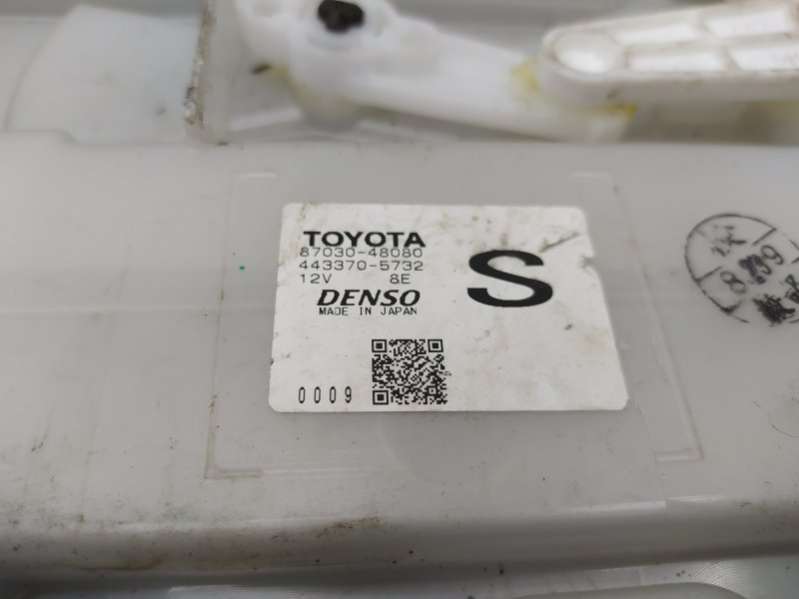 TOYOTA
87030-48080
443370-5732
12V 8E
DENSO
MADE IN JAPAN
S
0009